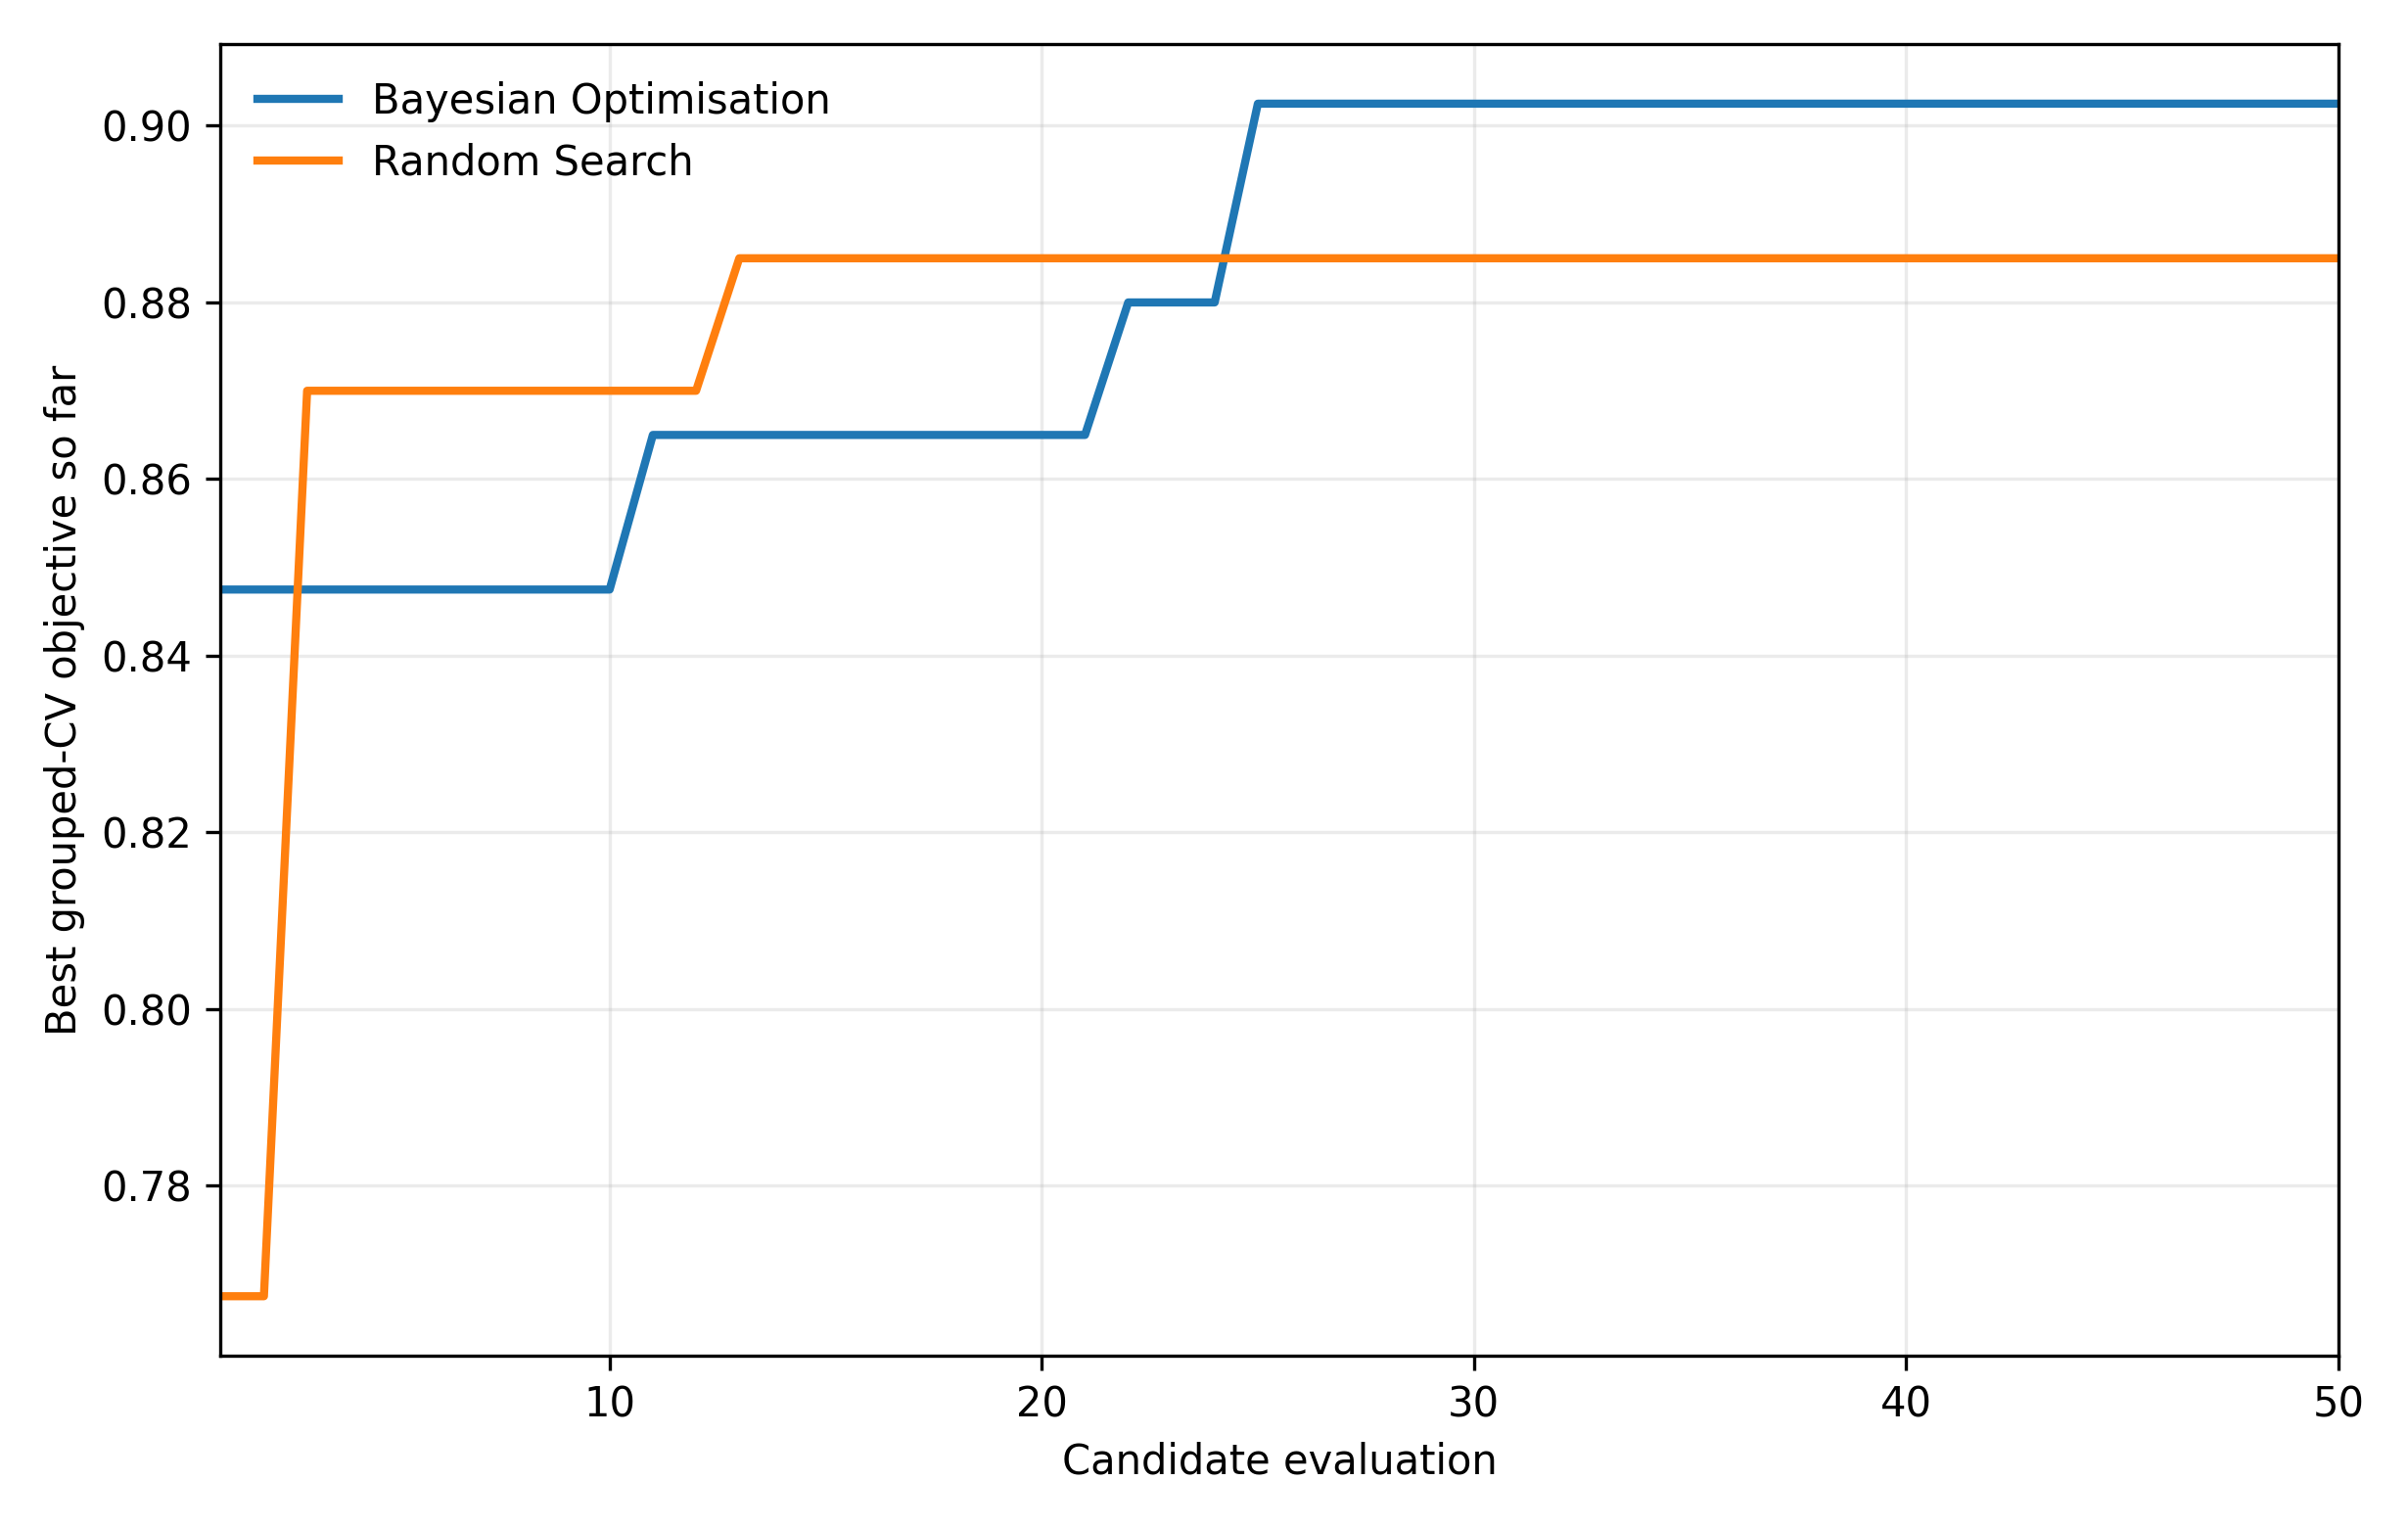 Bayesian Optimisation
Random Search
0.90
0.88
0.86
0.84
0.82
0.80
0.78
Best grouped-CV objective so far
10 20 30 40 50
Candidate evaluation